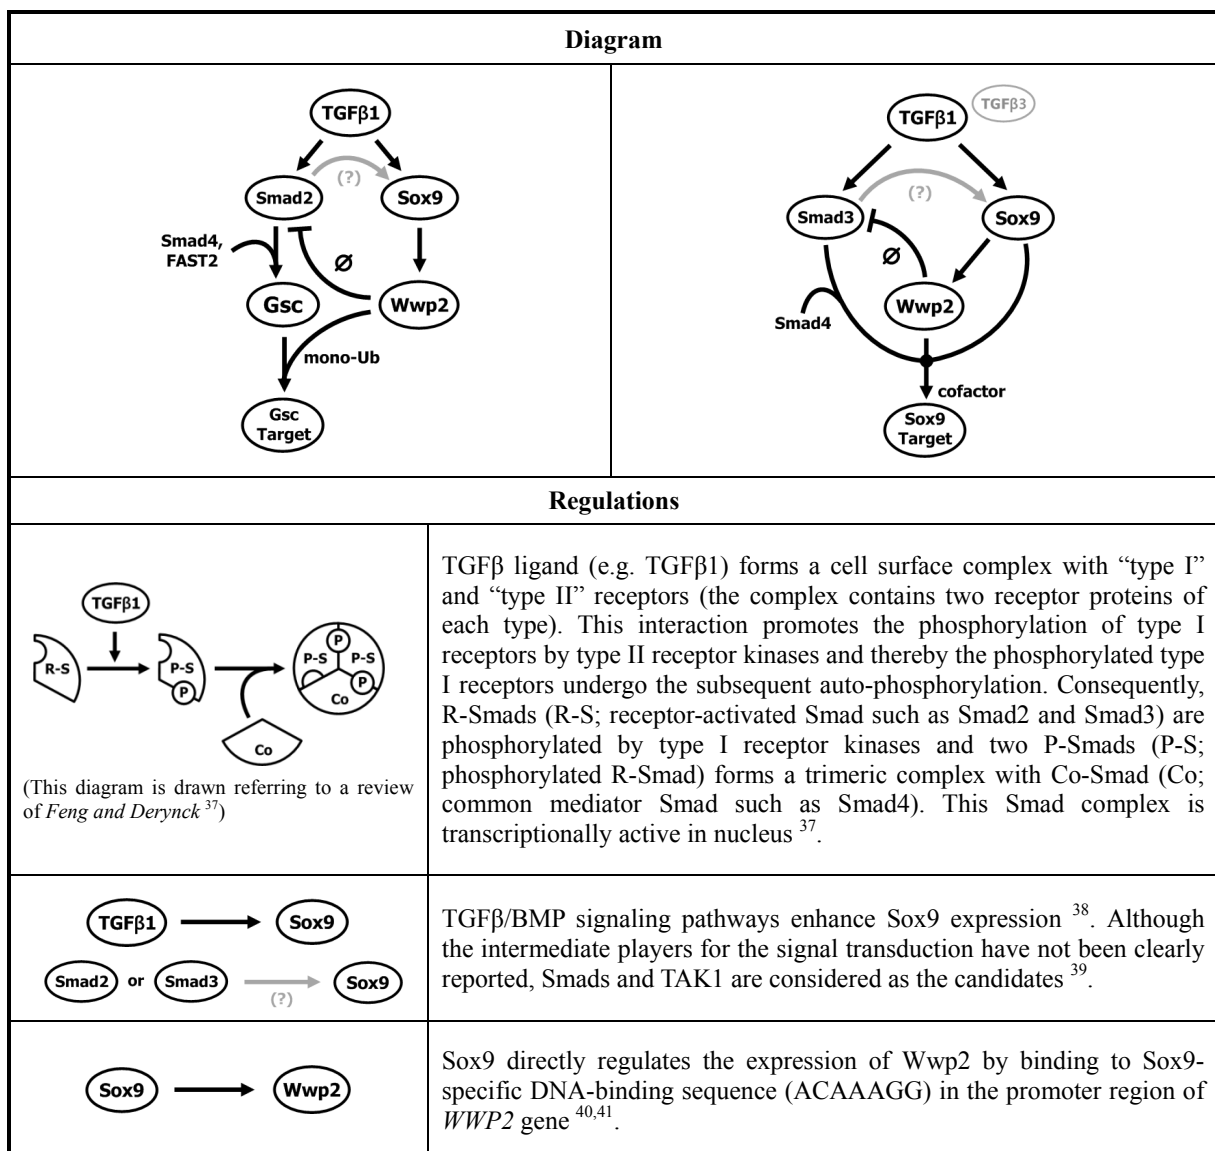 Diagram
TGFβ1
Smad2
(?)
Sox9
Smad4,
FAST2
Ø
Gsc
Wwp2
mono-Ub
Gsc
Target
TGFβ1
TGFβ3
Smad3
(?)
Sox9
Ø
Wwp2
Smad4
cofactor
Sox9
Target
Regulations
TGFβ1
R-S
P-S
P
P
P-S
P-S
P
Co
Co
(This diagram is drawn referring to a review
of Feng and Derynck 37)
TGFβ ligand (e.g. TGFβ1) forms a cell surface complex with “type I”
and “type II” receptors (the complex contains two receptor proteins of
each type). This interaction promotes the phosphorylation of type I
receptors by type II receptor kinases and thereby the phosphorylated type
I receptors undergo the subsequent auto-phosphorylation. Consequently,
R-Smads (R-S; receptor-activated Smad such as Smad2 and Smad3) are
phosphorylated by type I receptor kinases and two P-Smads (P-S;
phosphorylated R-Smad) forms a trimeric complex with Co-Smad (Co;
common mediator Smad such as Smad4). This Smad complex is
transcriptionally active in nucleus 37.
TGFβ1
Sox9
Smad2 or Smad3
(?)
Sox9
TGFβ/BMP signaling pathways enhance Sox9 expression 38. Although
the intermediate players for the signal transduction have not been clearly
reported, Smads and TAK1 are considered as the candidates 39.
Sox9
Wwp2
Sox9 directly regulates the expression of Wwp2 by binding to Sox9-
specific DNA-binding sequence (ACAAAGG) in the promoter region of
WWP2 gene 40,41.